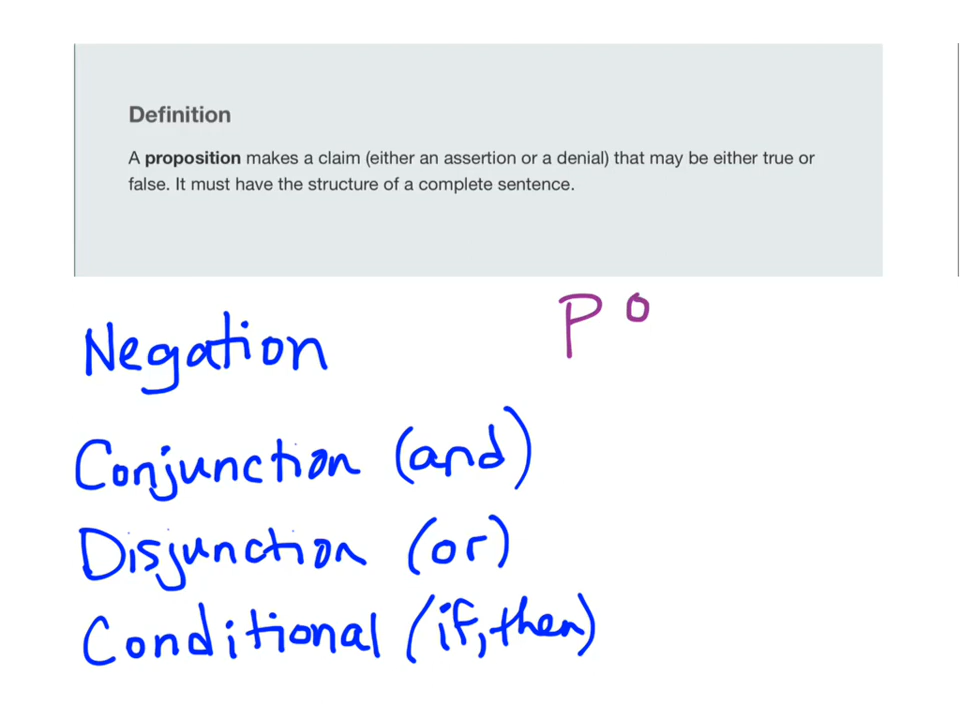 Definition
A proposition makes a claim (either an assertion or a denial) that may be either true or
false. It must have the structure of a complete sentence.
P o
Negation
Conjunction (and)
Disjunction (or)
Conditional (if, then)